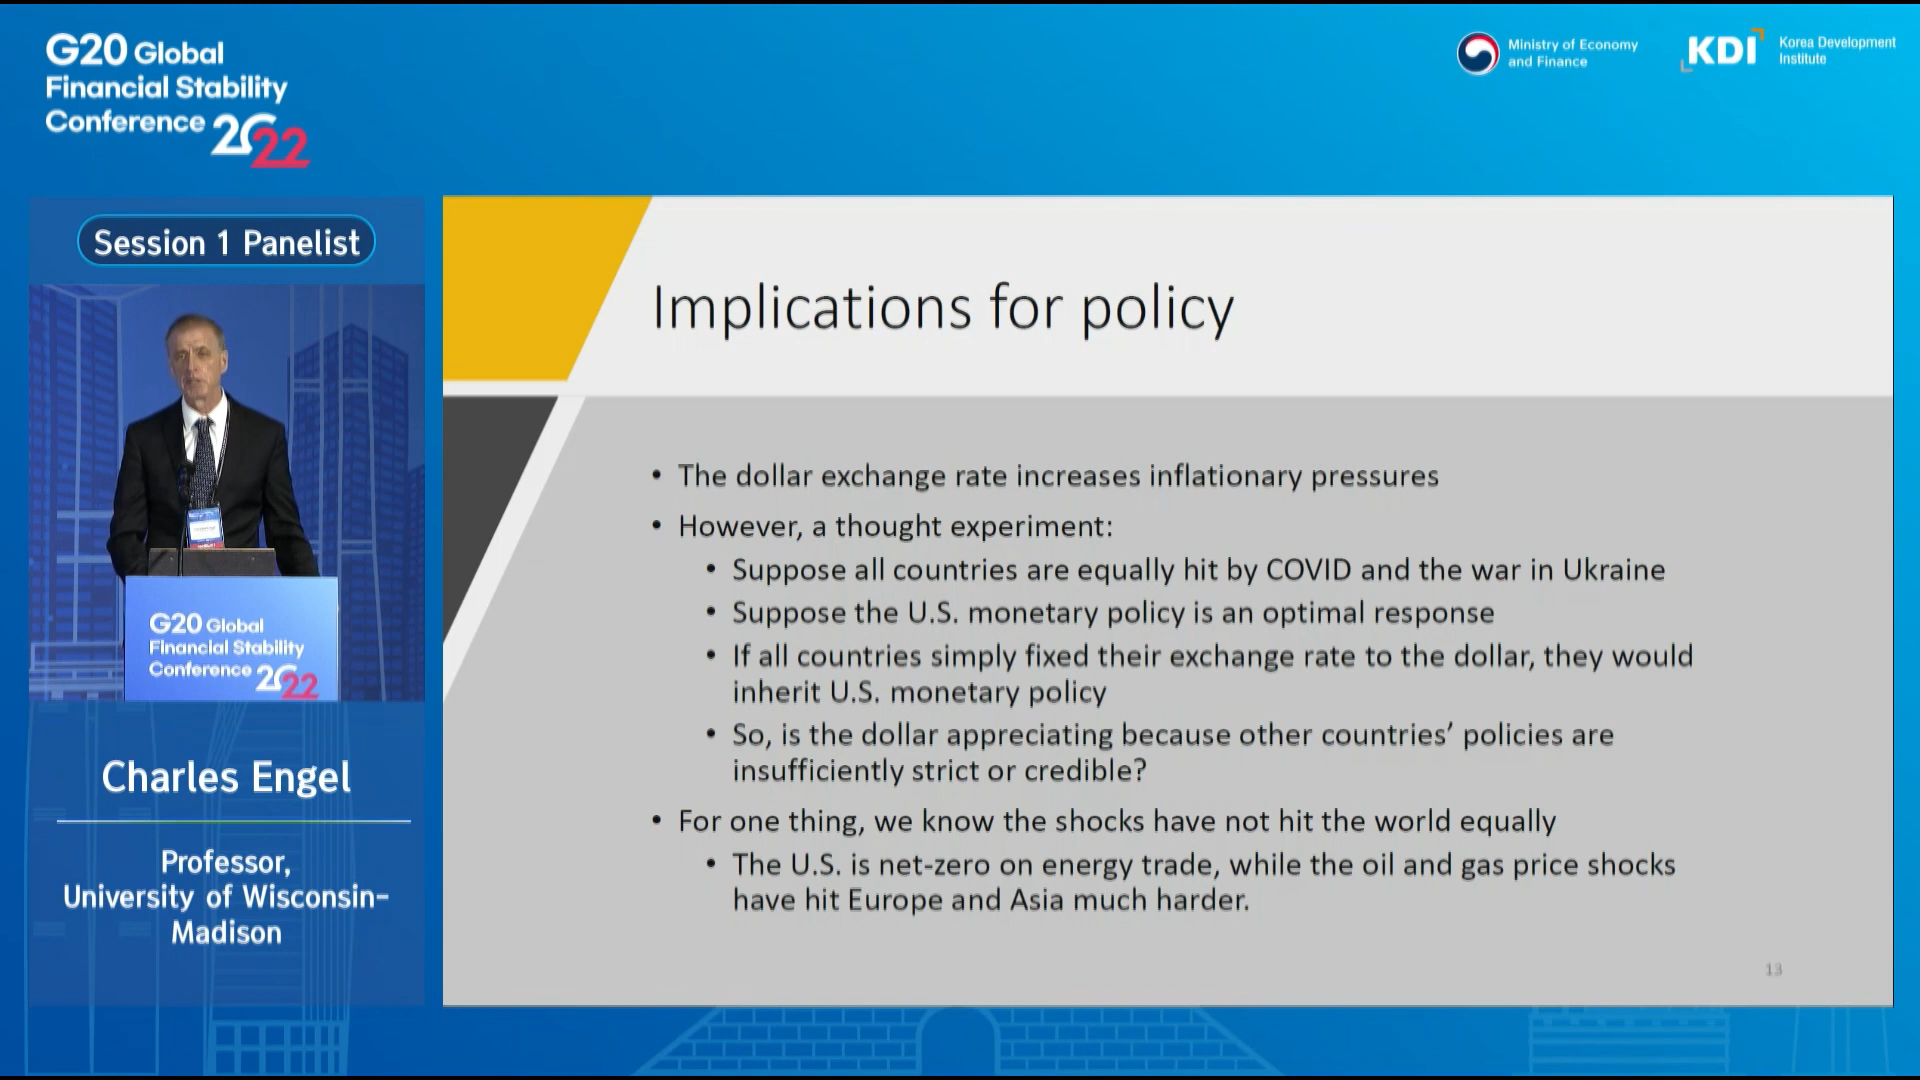 G20 Global
Financial Stability
Conference 2022
Ministry of Economy
and Finance
KDI
Korea Development
Institute
Session 1 Panelist
G20 Global
Financial Stability
Conference 2022
Charles Engel
Professor,
University of Wisconsin-
Madison
Implications for policy
• The dollar exchange rate increases inflationary pressures
• However, a thought experiment:
• Suppose all countries are equally hit by COVID and the war in Ukraine
• Suppose the U.S. monetary policy is an optimal response
• If all countries simply fixed their exchange rate to the dollar, they would
inherit U.S. monetary policy
• So, is the dollar appreciating because other countries’ policies are
insufficiently strict or credible?
• For one thing, we know the shocks have not hit the world equally
• The U.S. is net-zero on energy trade, while the oil and gas price shocks
have hit Europe and Asia much harder.
13